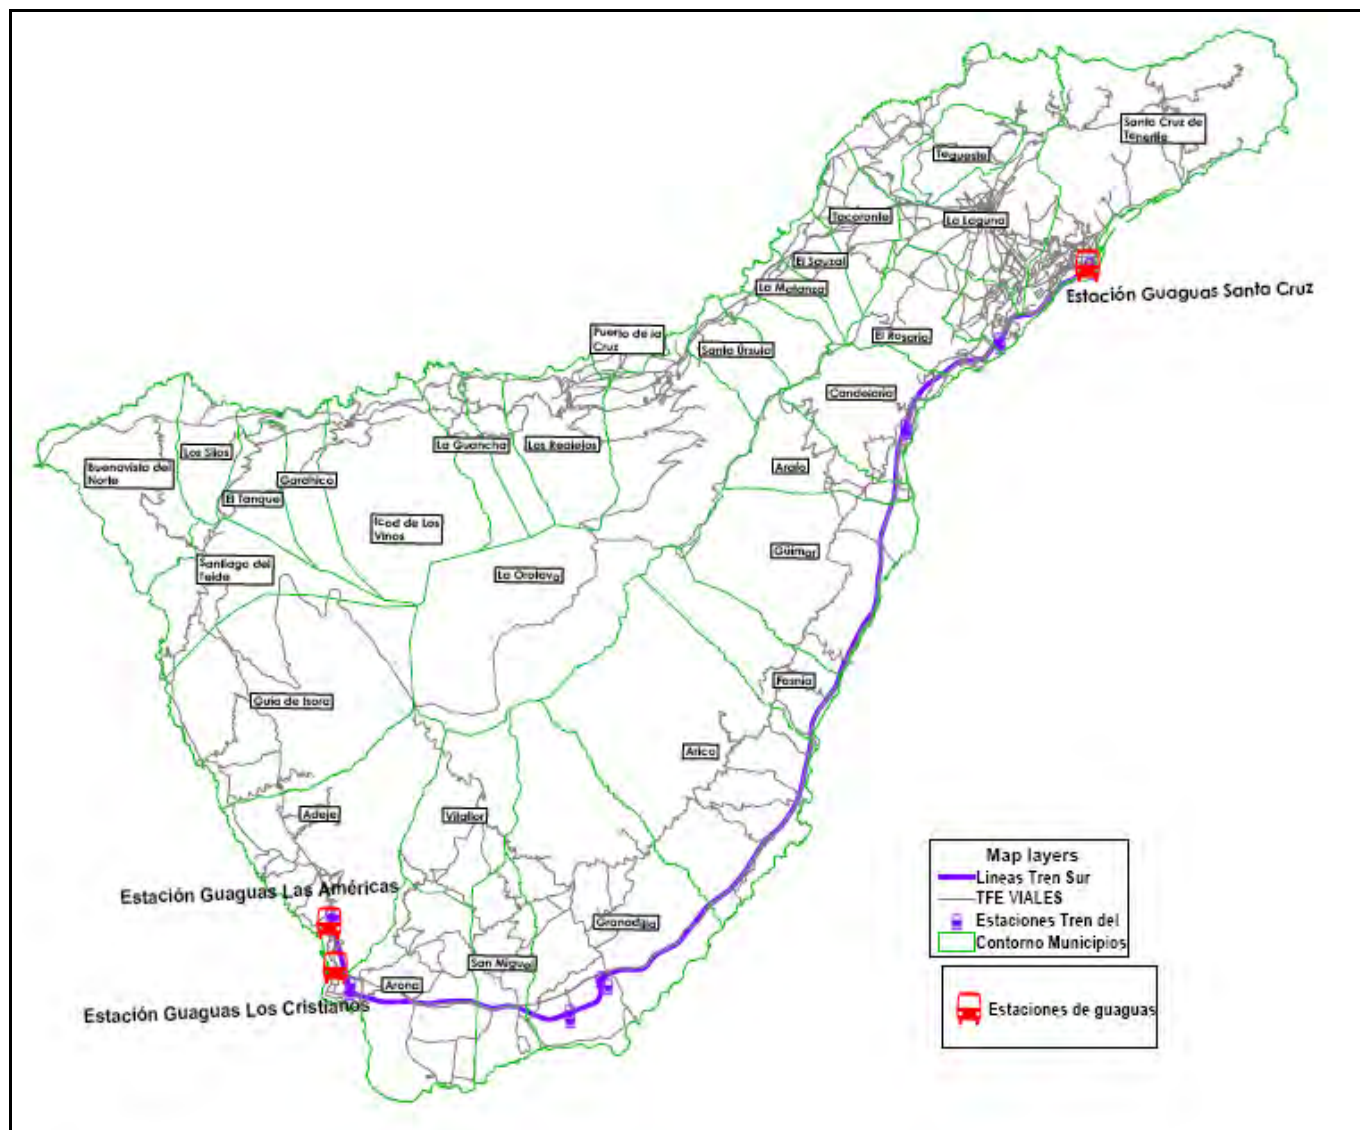 Santa Cruz de
Tenerife
Tegueste
Tacoronte
La Laguna
El Sauzal
La Matanza
Estación Guaguas Santa Cruz
Puerto de la
Cruz
Santa Úrsula
El Rosario
Candelaria
La Guancha
Los Realejos
Los Silos
Buenavista del
Norte
Garachico
El Tanque
Arafo
Icod de Los
Vinos
Güimar
Santiago del
Teide
La Orotava
Fasnia
Guía de Isora
Arico
Adeje
Vilaflor
Estación Guaguas Las Américas
Granadilla
San Miguel
Arona
Estación Guaguas Los Cristianos
Map layers
Lineas Tren Sur
TFE VIALES
Estaciones Tren del
Contorno Municipios
Estaciones de guaguas